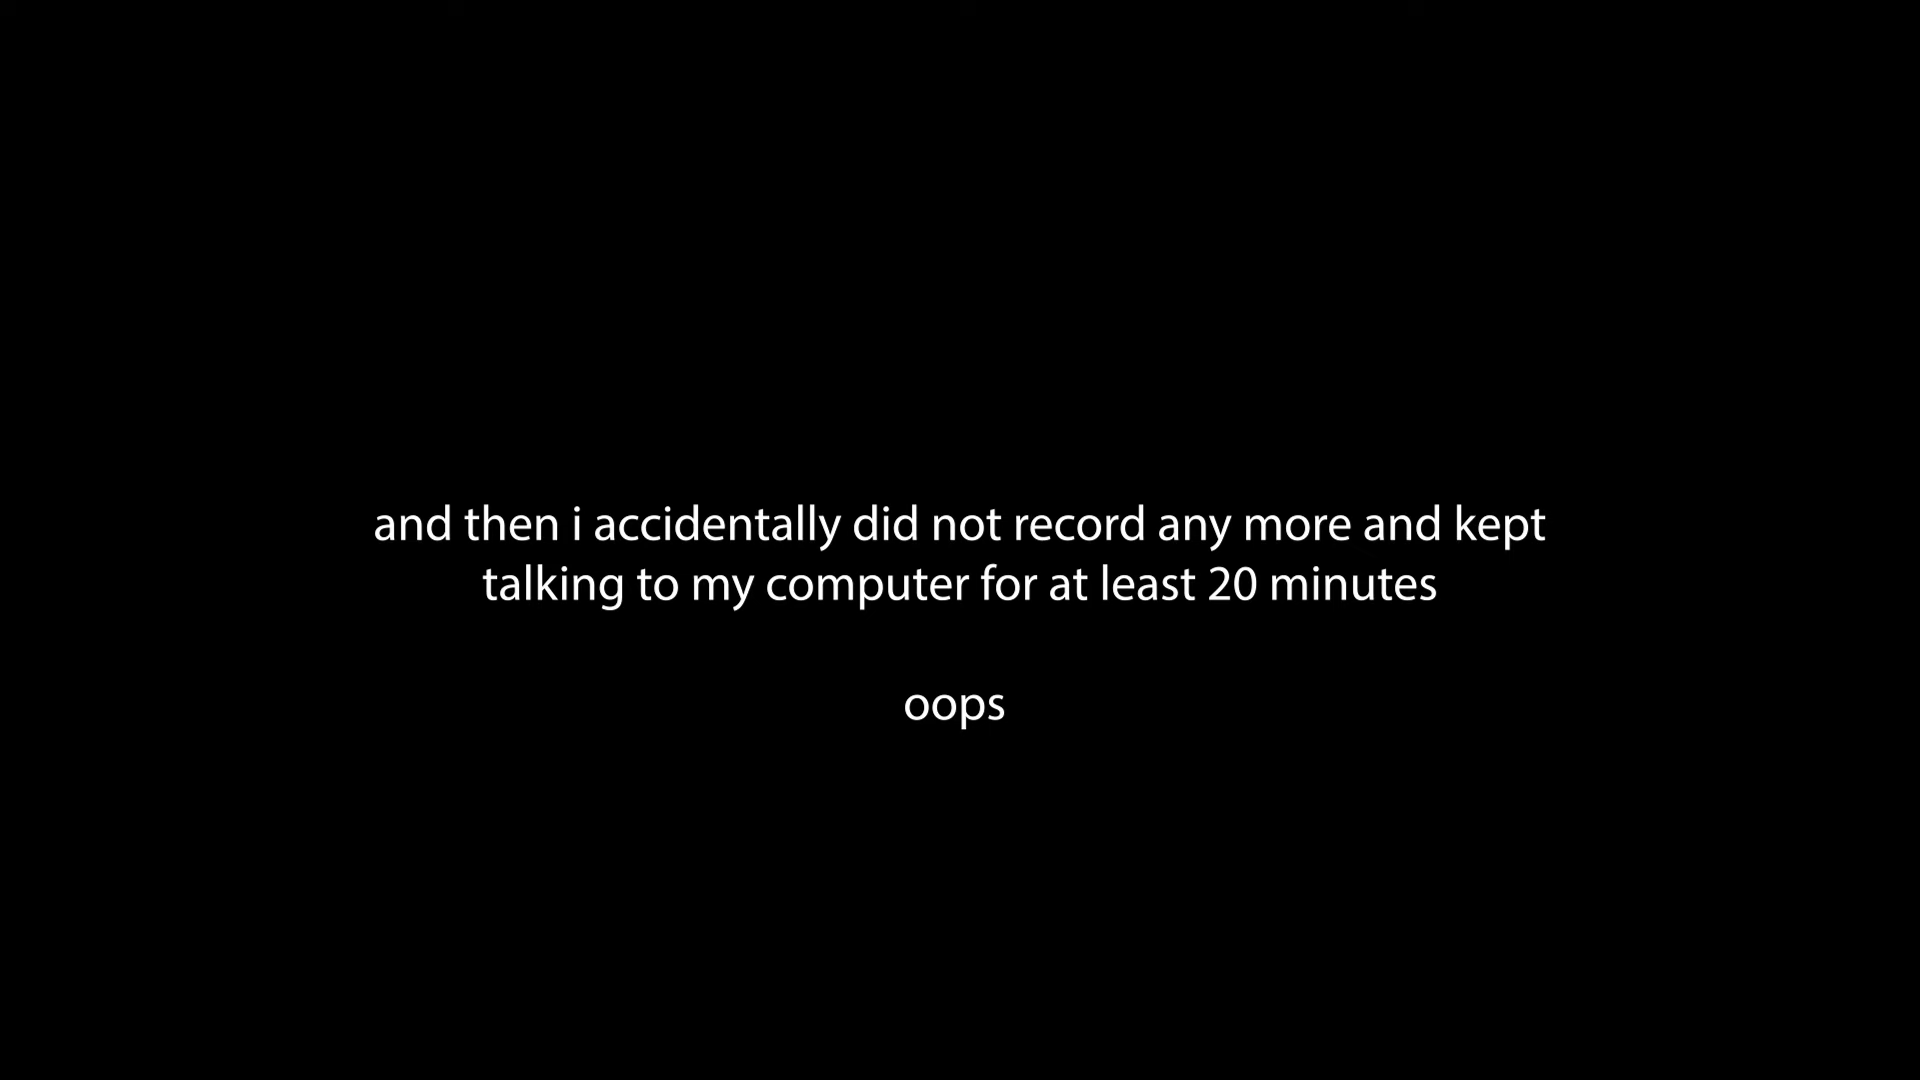 and then i accidentally did not record any more and kept
talking to my computer for at least 20 minutes
oops